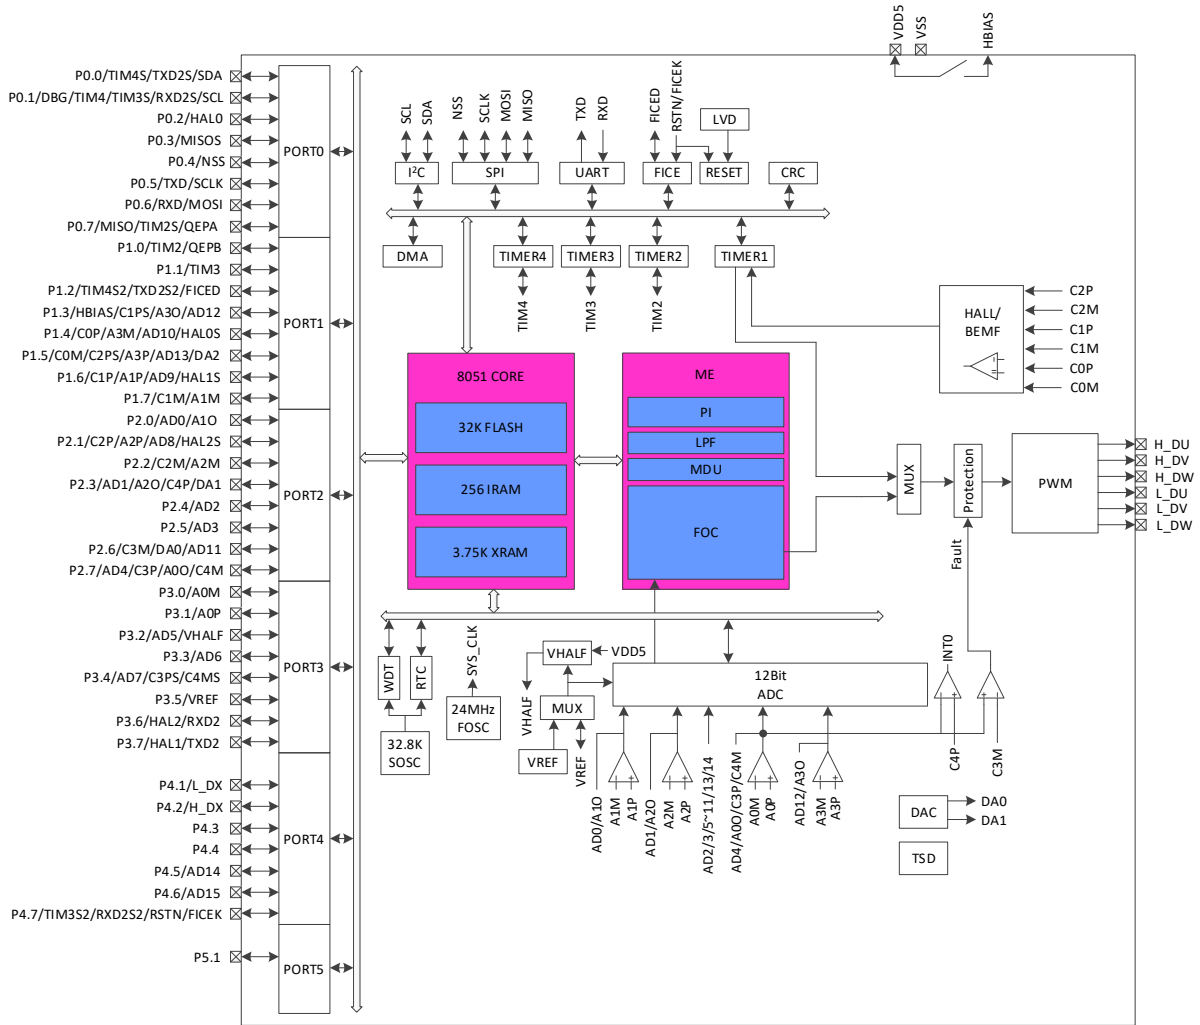 VDD5
VSS
HBIAS
P0.0/TIM4S/TXD2S/SDA
P0.1/DBG/TIM4/TIM3S/RXD2S/SCL
P0.2/HAL0
P0.3/MISOS
P0.4/NSS
P0.5/TXD/SCLK
P0.6/RXD/MOSI
P0.7/MISO/TIM2S/QEPA
P1.0/TIM2/QEPB
P1.1/TIM3
P1.2/TIM4S2/TXD2S2/FICED
P1.3/HBIAS/C1PS/A3O/AD12
P1.4/C0P/A3M/AD10/HAL0S
P1.5/C0M/C2PS/A3P/AD13/DA2
P1.6/C1P/A1P/AD9/HAL1S
P1.7/C1M/A1M
P2.0/AD0/A1O
P2.1/C2P/A2P/AD8/HAL2S
P2.2/C2M/A2M
P2.3/AD1/A2O/C4P/DA1
P2.4/AD2
P2.5/AD3
P2.6/C3M/DA0/AD11
P2.7/AD4/C3P/A0O/C4M
P3.0/A0M
P3.1/A0P
P3.2/AD5/VHALF
P3.3/AD6
P3.4/AD7/C3PS/C4MS
P3.5/VREF
P3.6/HAL2/RXD2
P3.7/HAL1/TXD2
P4.1/L_DX
P4.2/H_DX
P4.3
P4.4
P4.5/AD14
P4.6/AD15
P4.7/TIM3S2/RXD2S2/RSTN/FICEK
P5.1
PORT0
PORT1
PORT2
PORT3
PORT4
PORT5
SCL
SDA
NSS
SCLK
MOSI
MISO
TXD
RXD
FICED
RSTN/FICEK
LVD
I²C
SPI
UART
FICE
RESET
CRC
DMA
TIMER4
TIMER3
TIMER2
TIMER1
TIM4
TIM3
TIM2
HALL/
BEMF
C2P
C2M
C1P
C1M
C0P
C0M
8051 CORE
32K FLASH
256 IRAM
3.75K XRAM
ME
PI
LPF
MDU
FOC
MUX
Protection
PWM
H_DU
H_DV
H_DW
L_DU
L_DV
L_DW
Fault
WDT
RTC
SYS_CLK
24MHz
FOSC
32.8K
SOSC
VHALF
VDD5
VHALF
MUX
VREF
VREF
12Bit
ADC
INT0
C4P
C3M
AD0/A1O
A1M
A1P
AD1/A2O
A2M
A2P
AD2/3/5~11/13/14
AD4/A0O/C3P/C4M
A0M
A0P
AD12/A3O
A3M
A3P
DAC
DA0
DA1
TSD